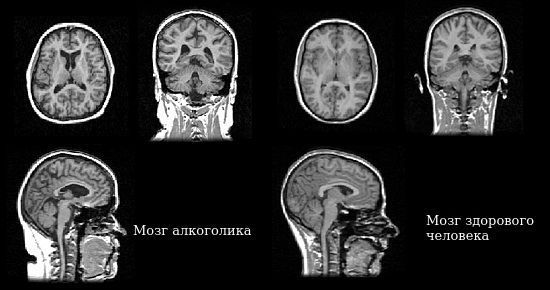 Мозг алкоголика
Мозг здорового
человека